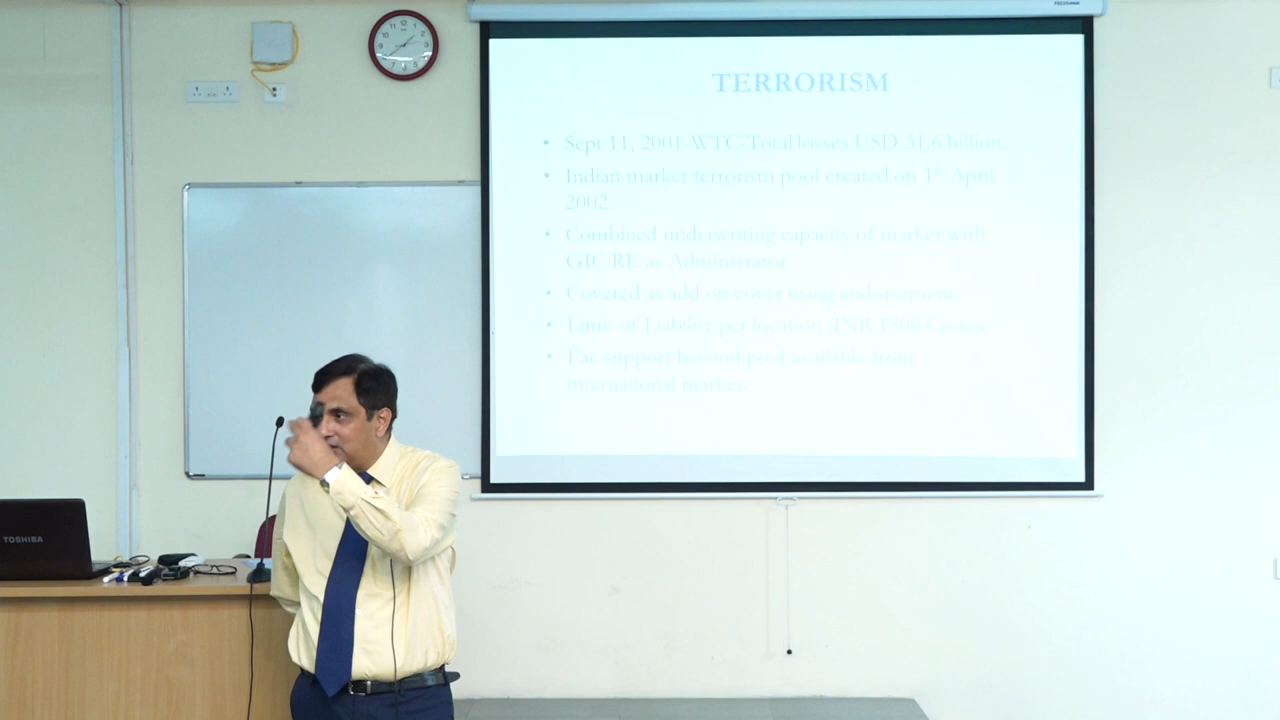 TERRORISM
• Sept 11, 2001-WTC-Total losses USD 31.6 billion.
• Indian market terrorism pool created on 1st April
2002.
• Combined underwriting capacity of market with
GIC RE as Adminstrator.
• Covered as add on cover using endorsement.
• Limit of Liability per location :INR 1500 Crores.
• Fac support beyond pool available from
international market.
TOSHIBA